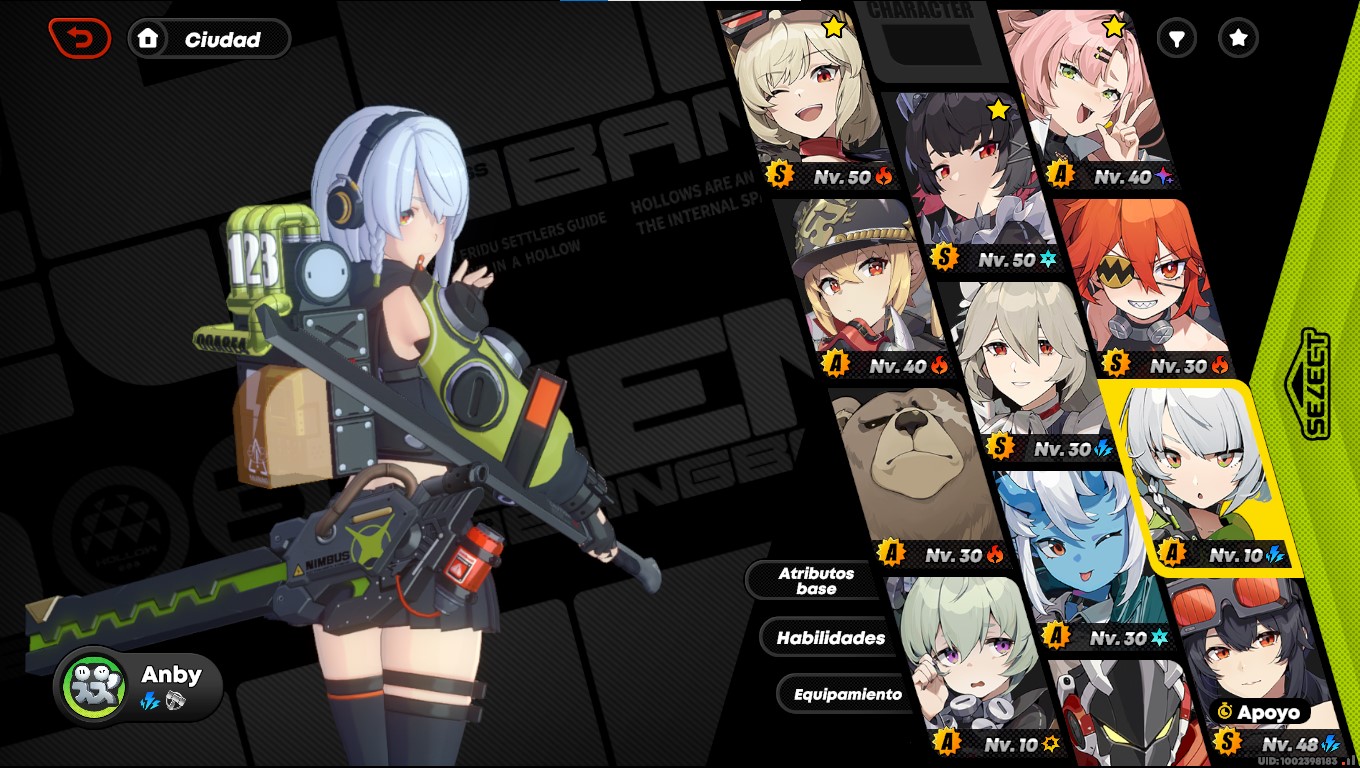 Ciudad
CHARACTER
BAN
HOLLOWS ARE AN
THE INTERNAL SP
ERIDU SETTLERS GUIDE
IN A HOLLOW
123
NIMBUS
S Nv. 50
A Nv. 40
S Nv. 50
A Nv. 40
S Nv. 30
S Nv. 30
A Nv. 30
A Nv. 10
A Nv. 30
A Nv. 10
Apoyo
S Nv. 48
SELECT
Atributos
base
Habilidades
Equipamiento
Anby
UID: 1002398183